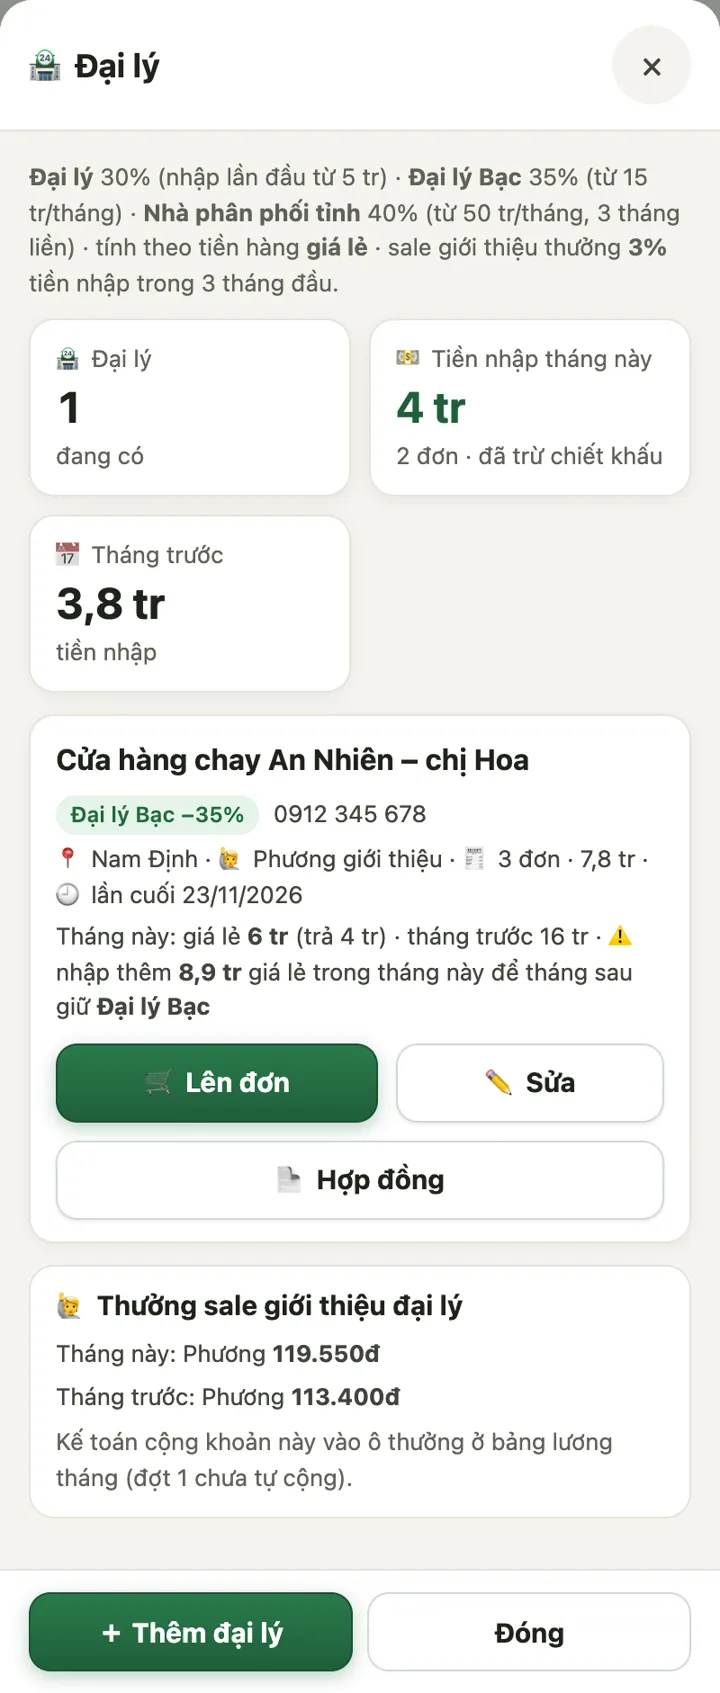 Đại lý
Đại lý 30% (nhập lần đầu từ 5 tr) · Đại lý Bạc 35% (từ 15
tr/tháng) · Nhà phân phối tỉnh 40% (từ 50 tr/tháng, 3 tháng
liền) · tính theo tiền hàng giá lẻ · sale giới thiệu thưởng 3%
tiền nhập trong 3 tháng đầu.
Đại lý
1
đang có
Tiền nhập tháng này
4 tr
2 đơn · đã trừ chiết khấu
Tháng trước
3,8 tr
tiền nhập
Cửa hàng chay An Nhiên – chị Hoa
Đại lý Bạc −35% 0912 345 678
Nam Định · Phương giới thiệu · 3 đơn · 7,8 tr ·
lần cuối 23/11/2026
Tháng này: giá lẻ 6 tr (trả 4 tr) · tháng trước 16 tr · ⚠️
nhập thêm 8,9 tr giá lẻ trong tháng này để tháng sau
giữ Đại lý Bạc
Lên đơn
Sửa
Hợp đồng
Thưởng sale giới thiệu đại lý
Tháng này: Phương 119.550đ
Tháng trước: Phương 113.400đ
Kế toán cộng khoản này vào ô thưởng ở bảng lương
tháng (đợt 1 chưa tự cộng).
+ Thêm đại lý
Đóng